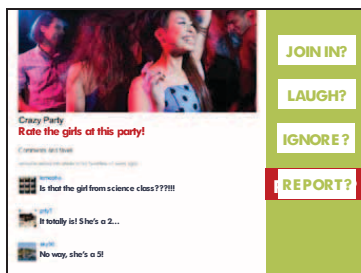 Crazy Party
Rate the girls at this party!
Is that the girl from science class???!!!
It totally is! She's a 2...
No way, she's a 5!
JOIN IN?
LAUGH?
IGNORE?
REPORT?